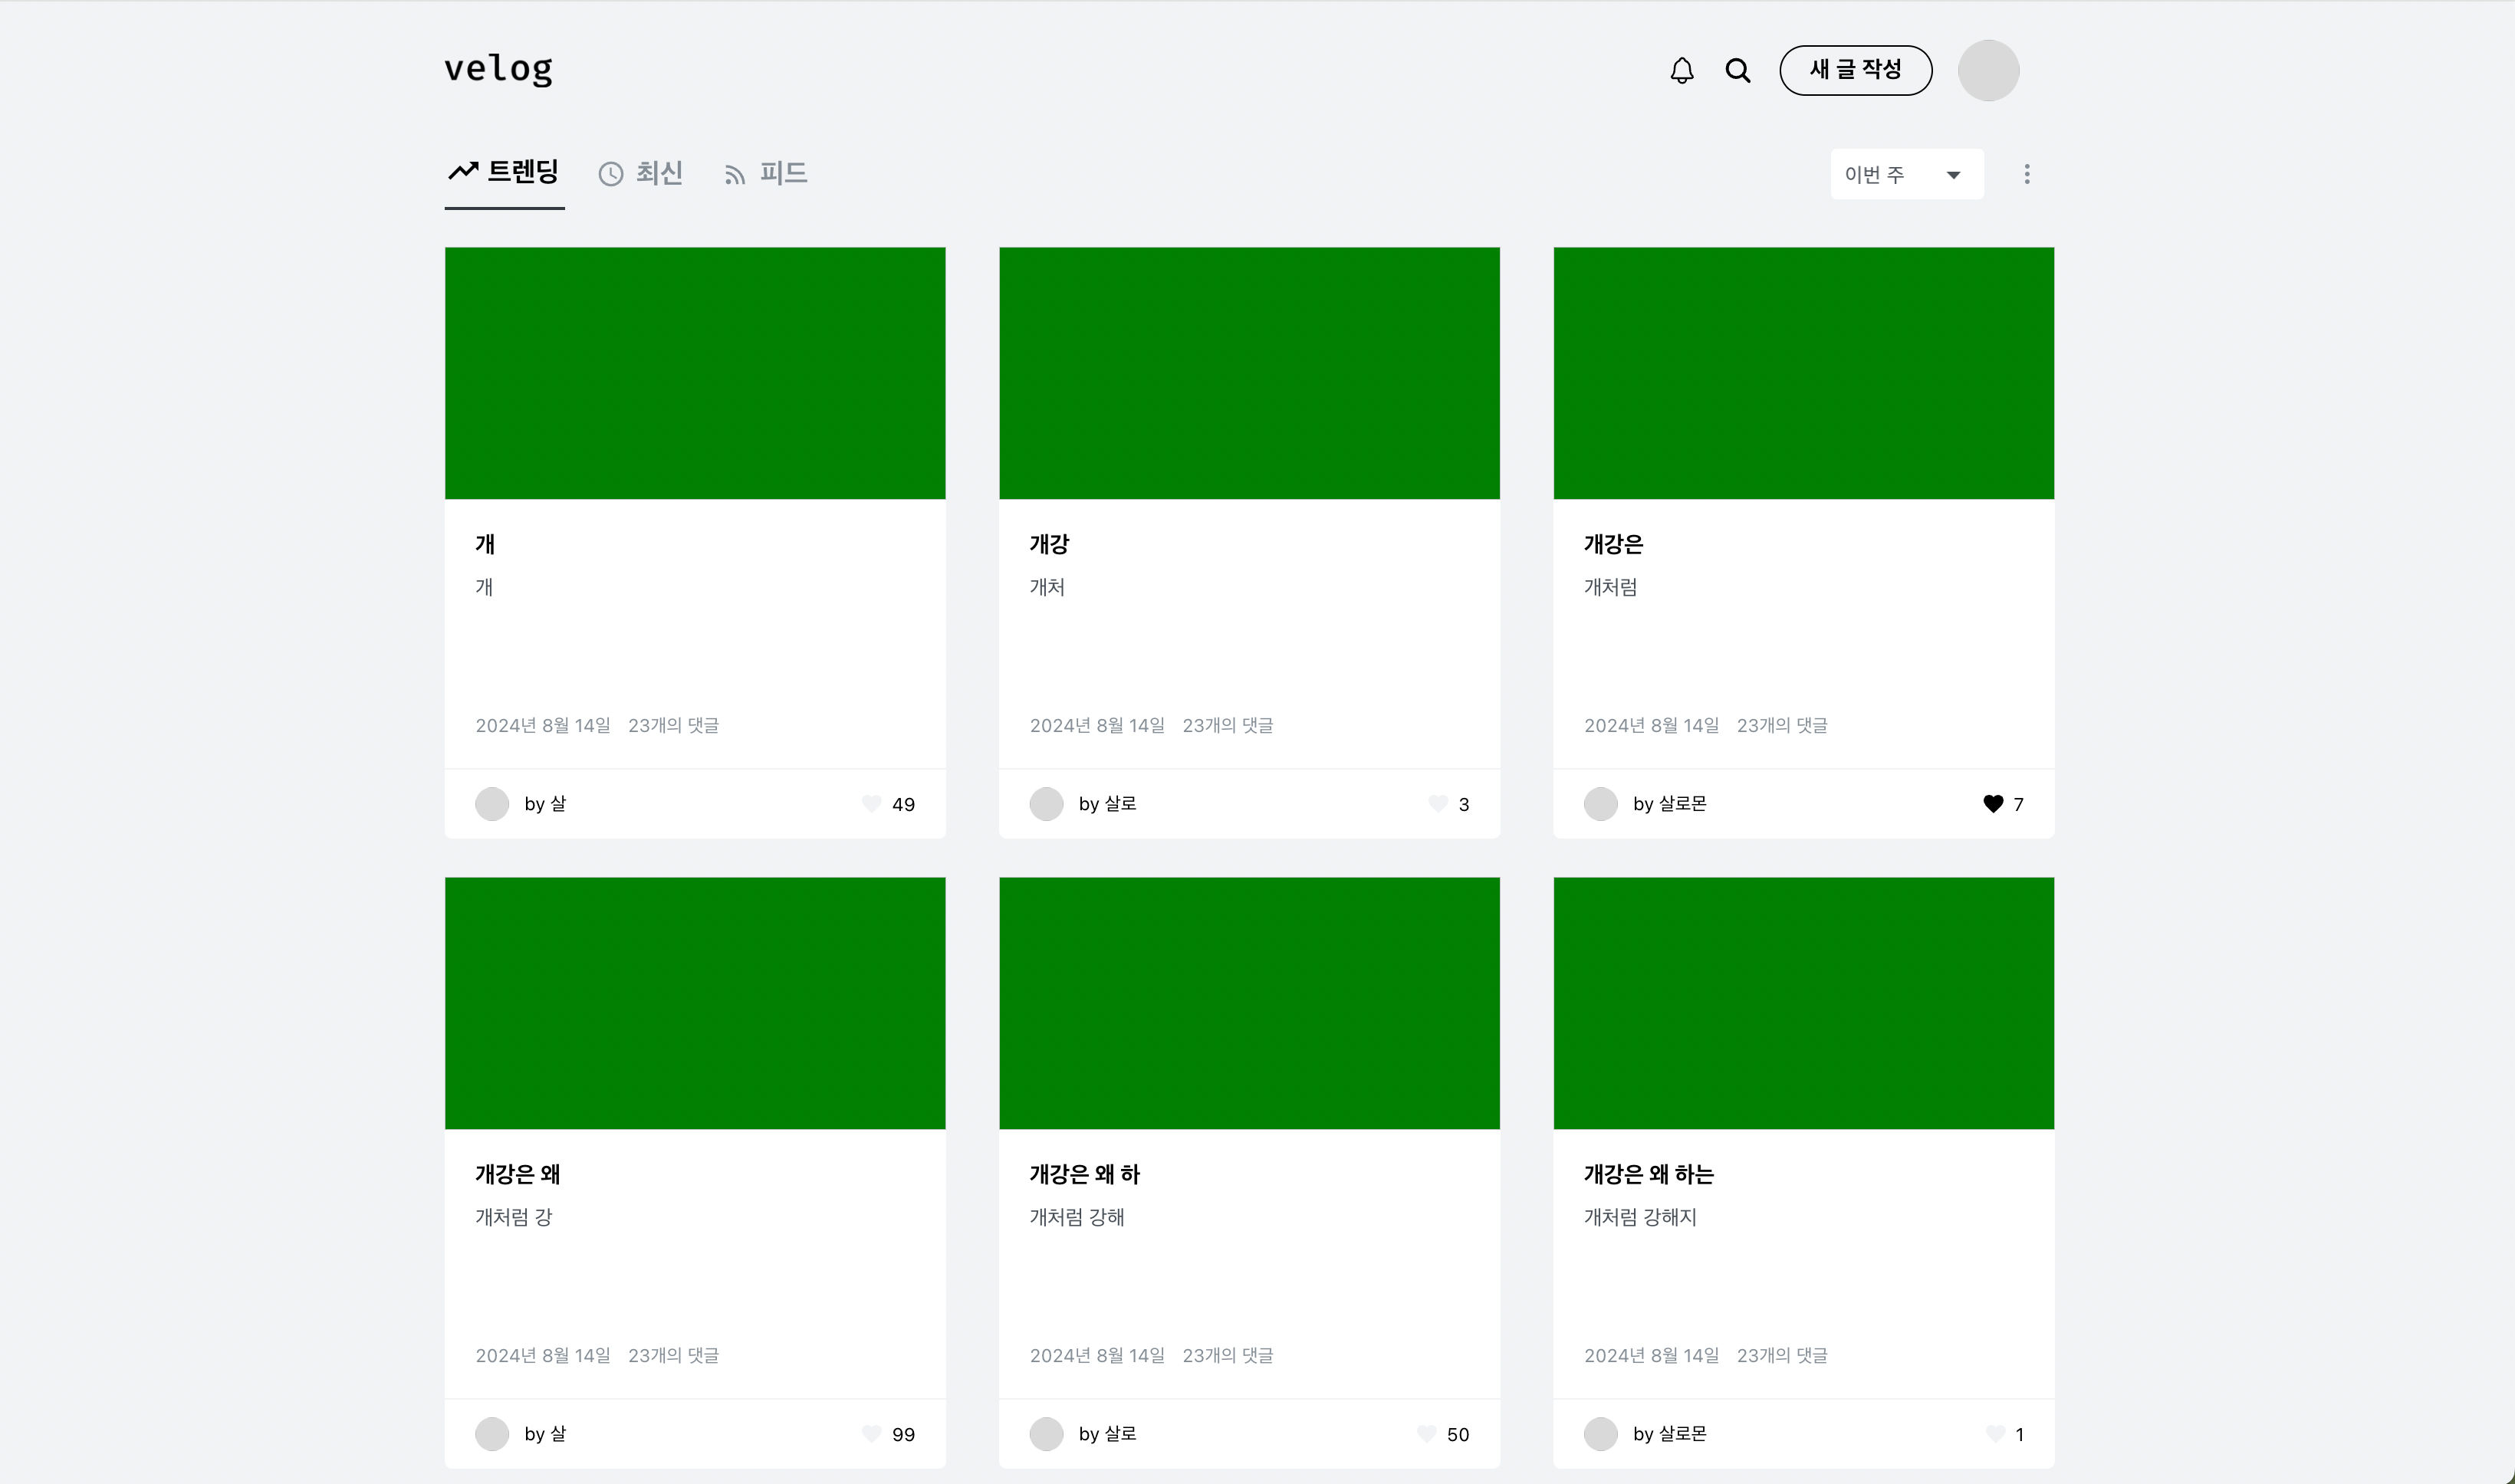 velog
새 글 작성
트렌딩 최신 피드
이번 주
개
개
2024년 8월 14일 23개의 댓글
by 살 49
개강
개처
2024년 8월 14일 23개의 댓글
by 살로 3
개강은
개처럼
2024년 8월 14일 23개의 댓글
by 살로몬 7
개강은 왜
개처럼 강
2024년 8월 14일 23개의 댓글
by 살 99
개강은 왜 하
개처럼 강해
2024년 8월 14일 23개의 댓글
by 살로 50
개강은 왜 하는
개처럼 강해지
2024년 8월 14일 23개의 댓글
by 살로몬 1